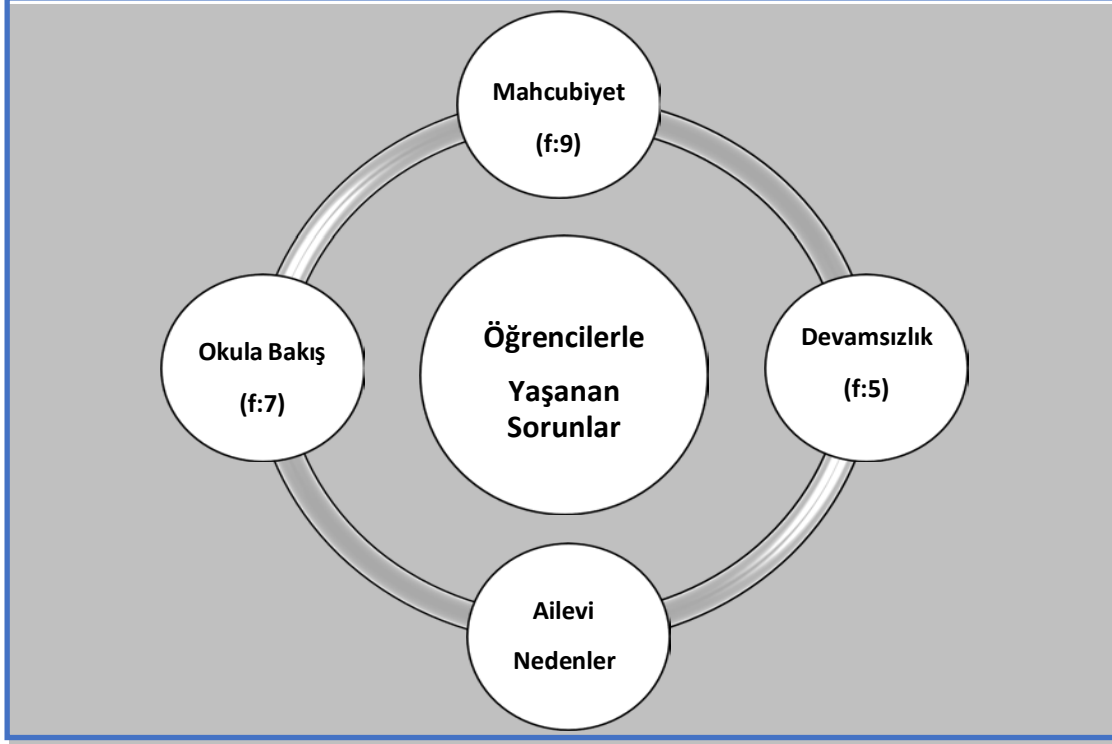 Mahcubiyet
(f:9)
Okula Bakış
(f:7)
Öğrencilerle
Yaşanan
Sorunlar
Devamsızlık
(f:5)
Ailevi
Nedenler